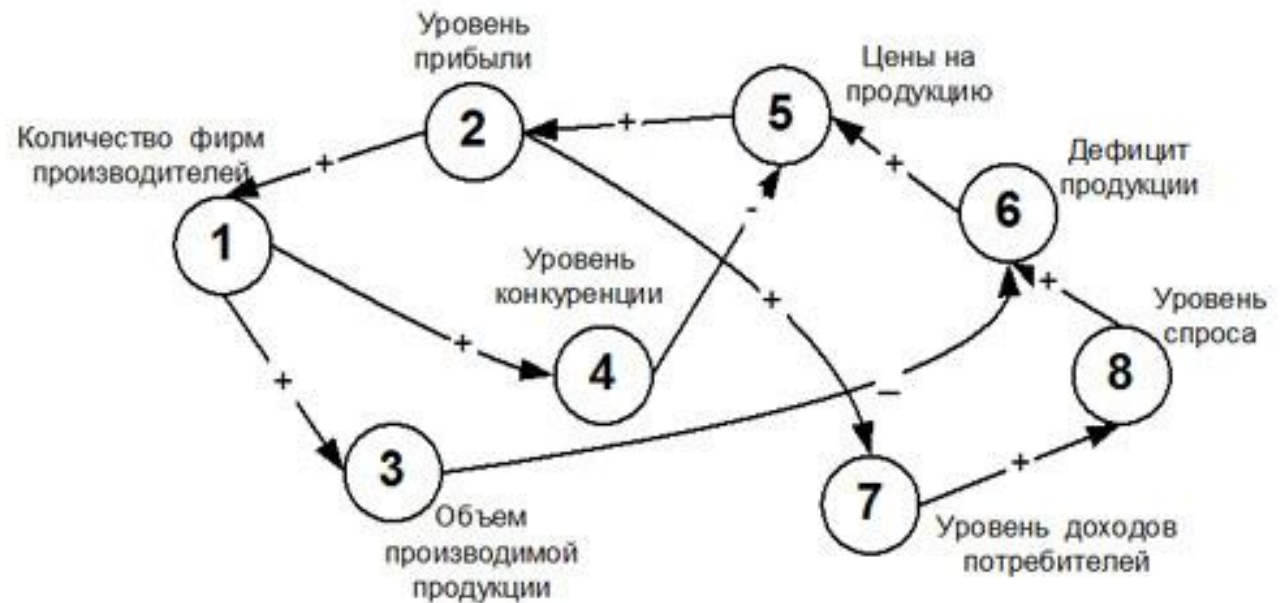 Уровень
прибыли
2
+
5
Цены на
продукцию
Количество фирм
производителей
+
1
+
Дефицит
продукции
6
-
Уровень
конкуренции
+
4
+
+
Уровень
спроса
8
+
3
–
7
+
Объем
производимой
продукции
Уровень доходов
потребителей